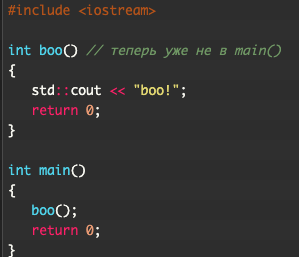 #include <iostream>

int boo() // теперь уже не в main()
{
   std::cout << "boo!";
   return 0;
}

int main()
{
   boo();
   return 0;
}